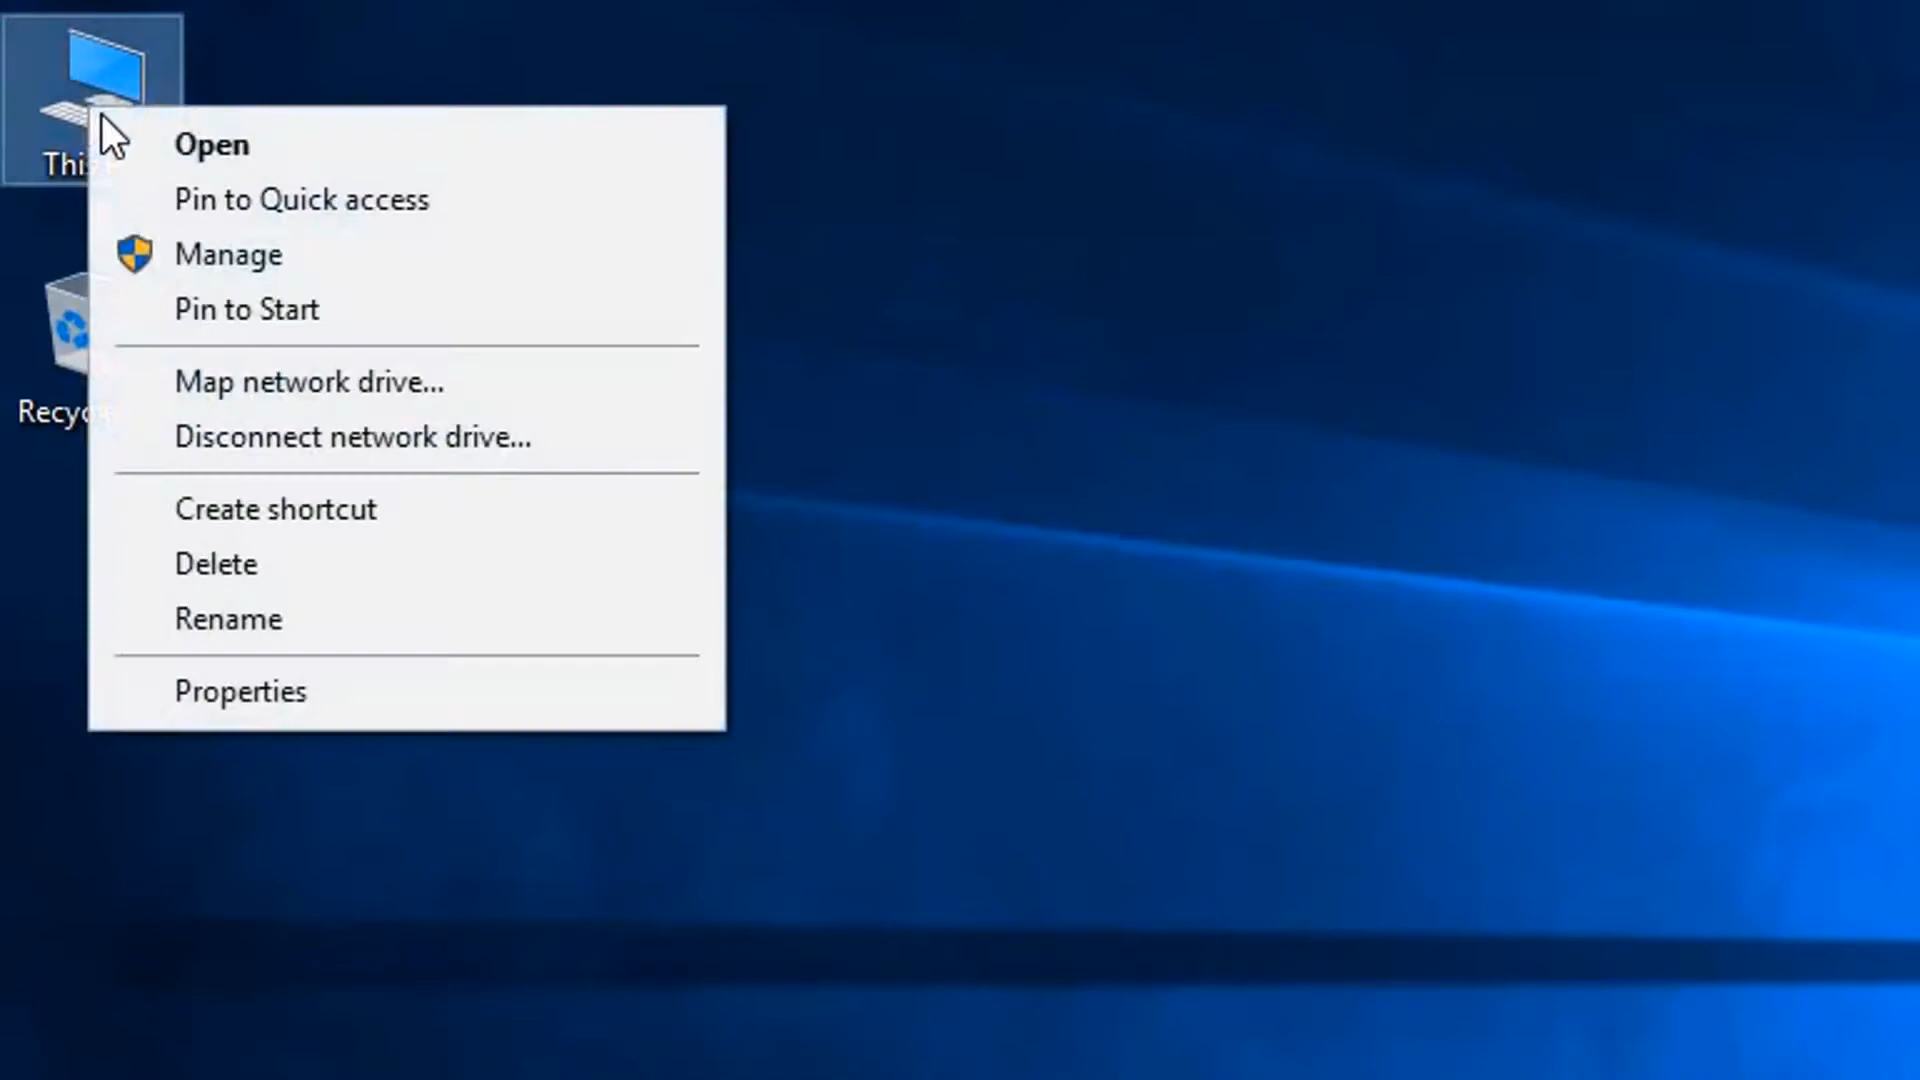 Open
Pin to Quick access
Manage
Pin to Start
Map network drive...
Disconnect network drive...
Create shortcut
Delete
Rename
Properties